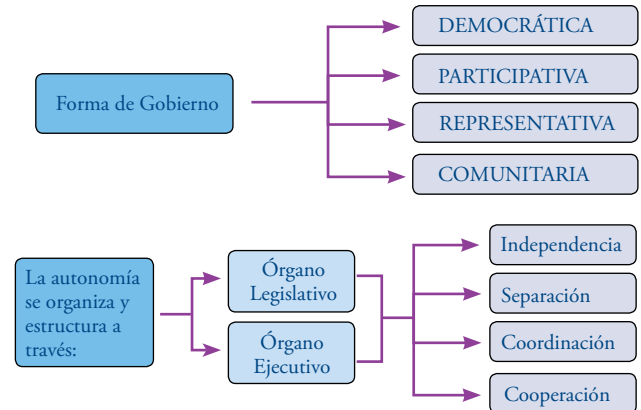 Forma de Gobierno
DEMOCRÁTICA
PARTICIPATIVA
REPRESENTATIVA
COMUNITARIA
La autonomía
se organiza y
estructura a
través:
Órgano
Legislativo
Órgano
Ejecutivo
Independencia
Separación
Coordinación
Cooperación